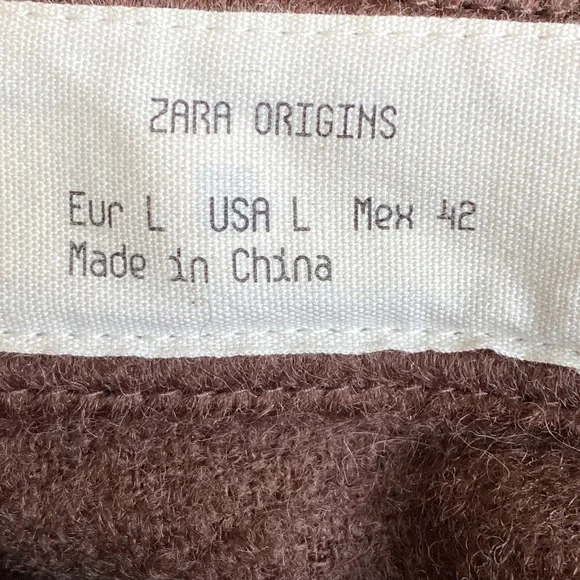 ZARA ORIGINS
Eur L USA L Mex 42
Made in China